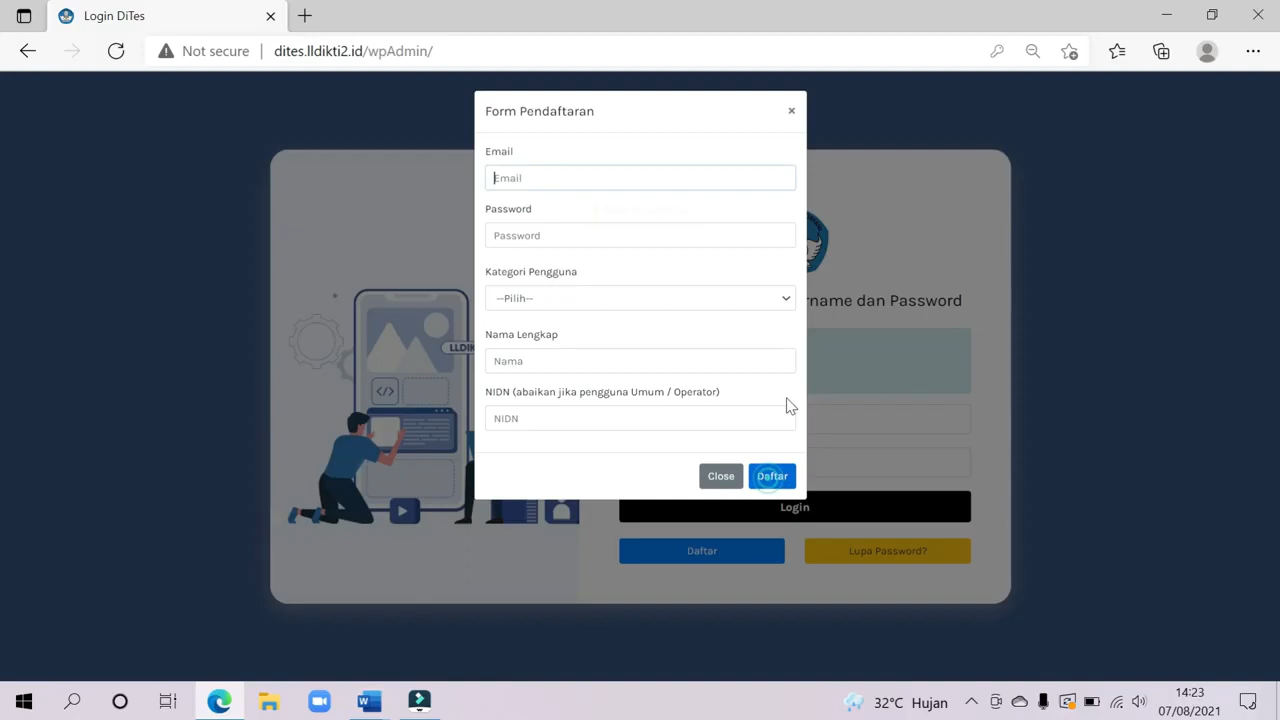 Login DiTes
Not secure
dites.lldikti2.id/wpAdmin/
Form Pendaftaran
×
Email
Email
Password
Password
Kategori Pengguna
--Pilih--
Nama Lengkap
Nama
NIDN (abaikan jika pengguna Umum / Operator)
NIDN
Close
Daftar
rname dan Password
LLDIK
</>
Login
Daftar
Lupa Password?
32°C Hujan
14:23
07/08/2021